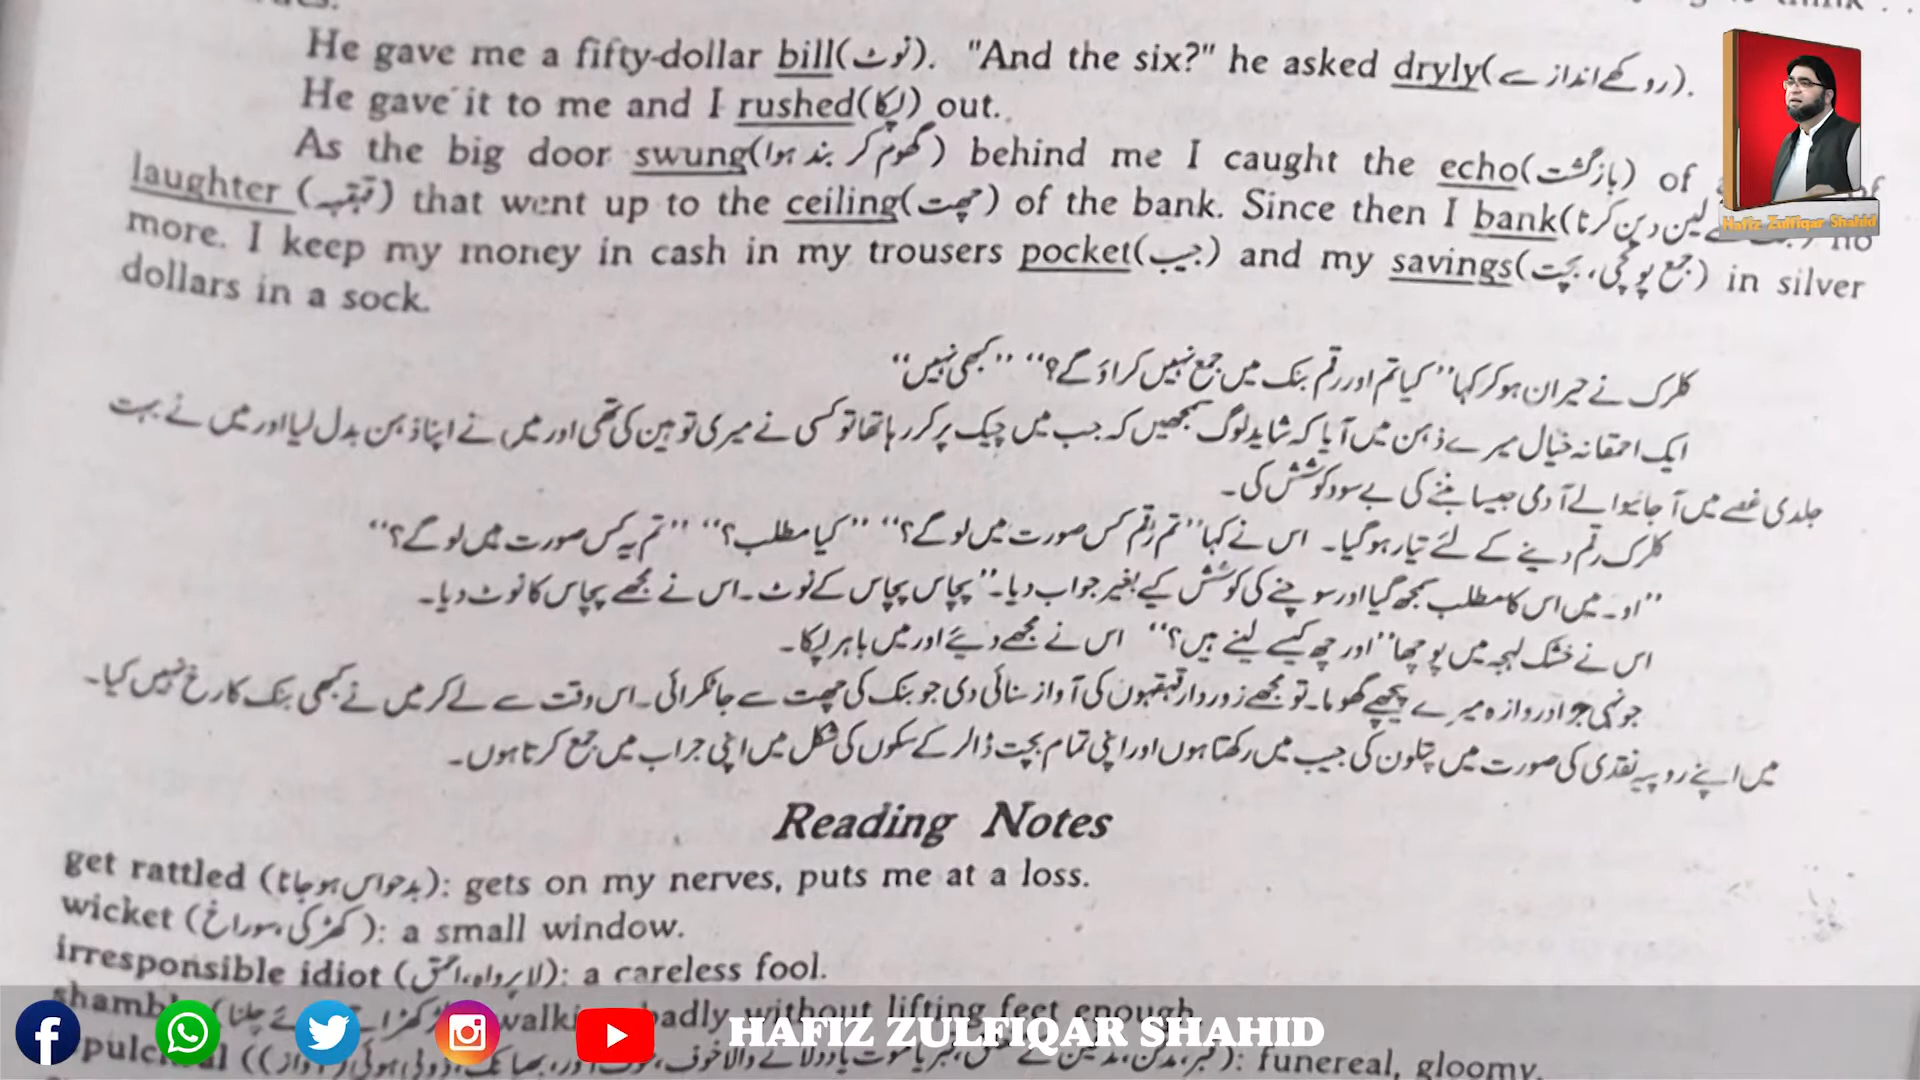 He gave me a fifty-dollar bill(نوٹ). "And the six?" he asked dryly(روکھے انداز سے).
He gave it to me and I rushed(لپکا) out.
As the big door swung(گھوم کر بند ہوا) behind me I caught the echo(بازگشت) of
laughter (قہقہے) that went up to the ceiling(چھت) of the bank. Since then I bank(لین دین کرنا) no
more. I keep my money in cash in my trousers pocket(جیب) and my savings(جمع پونجی، بچت) in silver
dollars in a sock.
کلرک نے حیران ہو کر کہا ”کیا تم اور رقم بنک میں جمع نہیں کراؤ گے؟“ ”کبھی نہیں“
ایک احمقانہ خیال میرے ذہن میں آیا کہ شاید لوگ سمجھیں کہ جب میں چیک پر کر رہا تھا تو کسی نے میری توہین کی تھی اور میں نے اپنا ذہن بدل لیا اور میں نے بہت
جلدی غصے میں آ جانیوالے آدمی جیسا بننے کی بے سود کوشش کی۔
کلرک رقم دینے کے لئے تیار ہو گیا۔ اس نے کہا ”تم رقم کس صورت میں لو گے؟“ ”کیا مطلب؟“ ”تم یہ کس صورت میں لو گے؟“
”او۔ میں اس کا مطلب سمجھ گیا اور سوچنے کی کوشش کیے بغیر جواب دیا۔ ”پچاس پچاس کے نوٹ۔ اس نے مجھے پچاس کا نوٹ دیا۔
اس نے خشک لہجہ میں پوچھا ”اور چھ کیسے لینے ہیں؟“ اس نے مجھے دیئے اور میں باہر لپکا۔
جونہی بڑا دروازہ میرے پیچھے گھوما۔ تو مجھے زور دار قہقہوں کی آواز سنائی دی جو بنک کی چھت سے جا ٹکرائی۔ اس وقت سے لے کر میں نے کبھی بنک کا رخ نہیں کیا۔
میں اپنے روپیہ نقدی کی صورت میں پتلون کی جیب میں رکھتا ہوں اور اپنی تمام بچت ڈالر کے سکوں کی شکل میں اپنی جراب میں جمع کرتا ہوں۔
Reading Notes
get rattled (بدحواس ہو جانا): gets on my nerves, puts me at a loss.
wicket (کھڑکی، سوراخ): a small window.
irresponsible idiot (لاپرواہ، احمق): a careless fool.
badly without lifting feet enough
funereal, gloomy.
Hafiz Zulfiqar Shahid
HAFIZ ZULFIQAR SHAHID